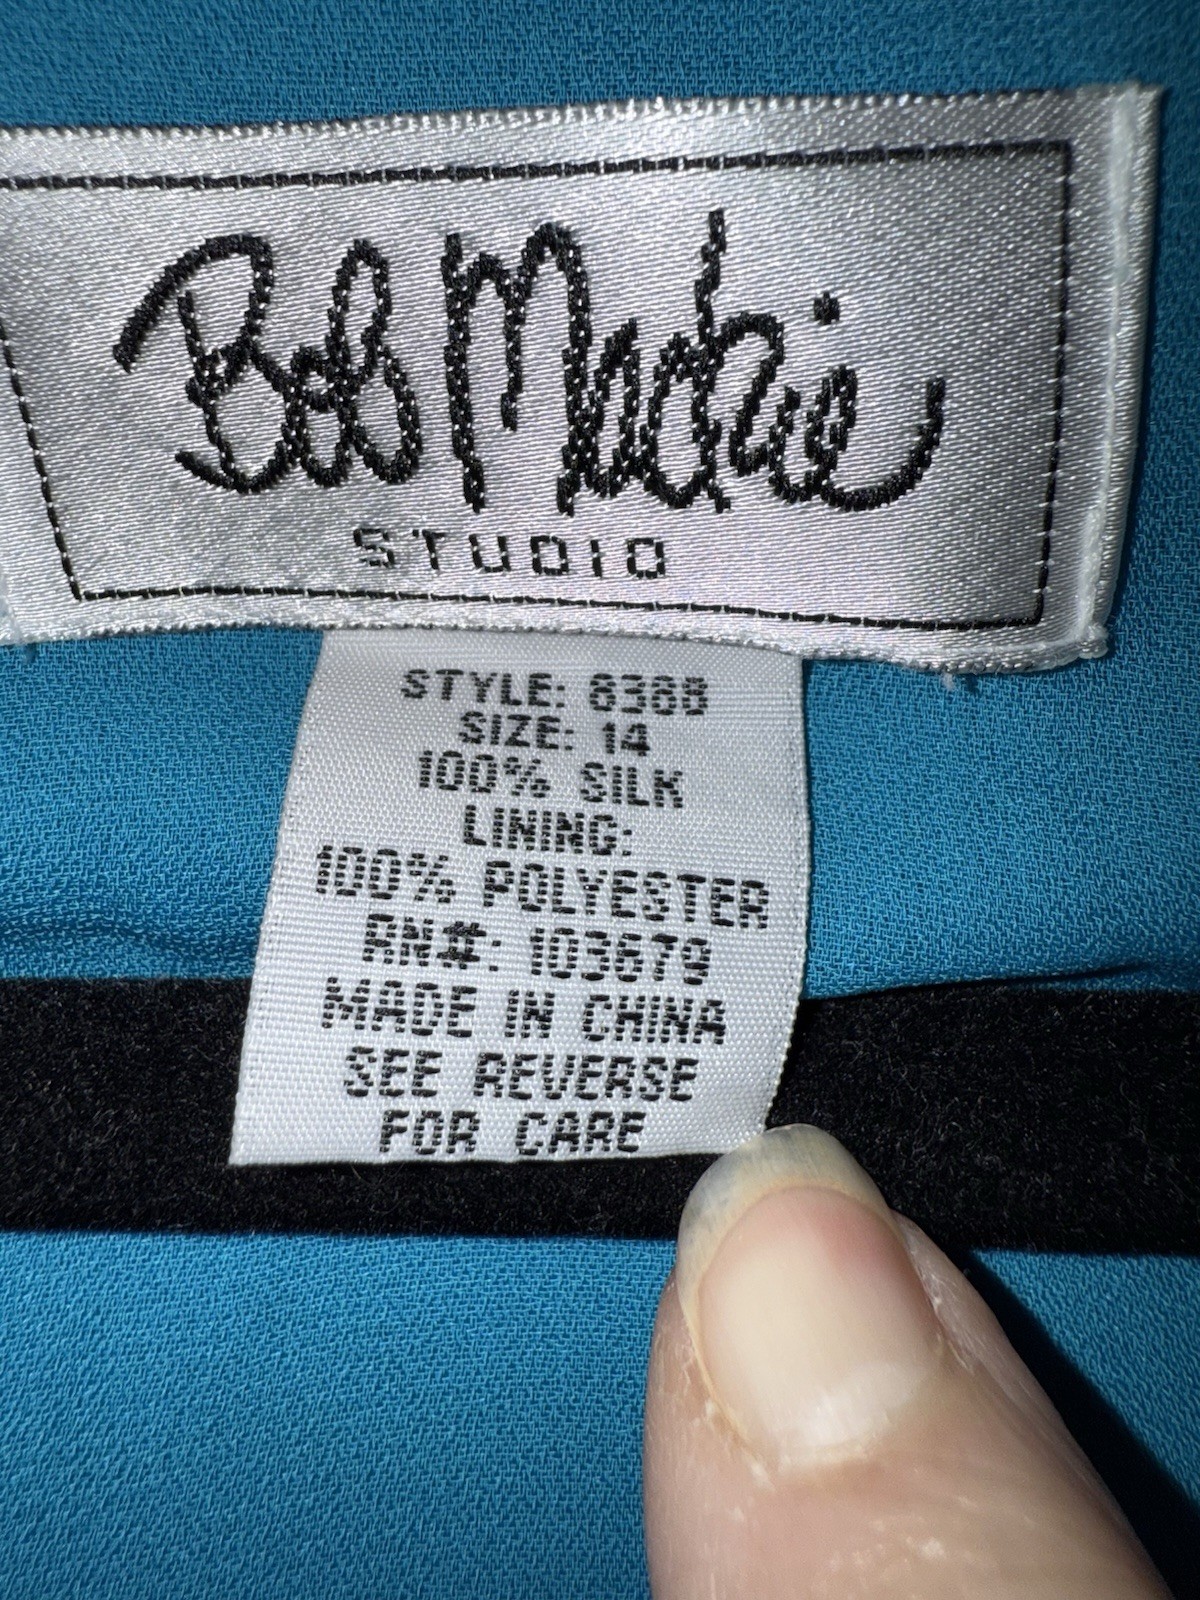 Bob Mackie
STUDIO
STYLE: 6388
SIZE: 14
100% SILK
LINING:
100% POLYESTER
RN#: 103679
MADE IN CHINA
SEE REVERSE
FOR CARE